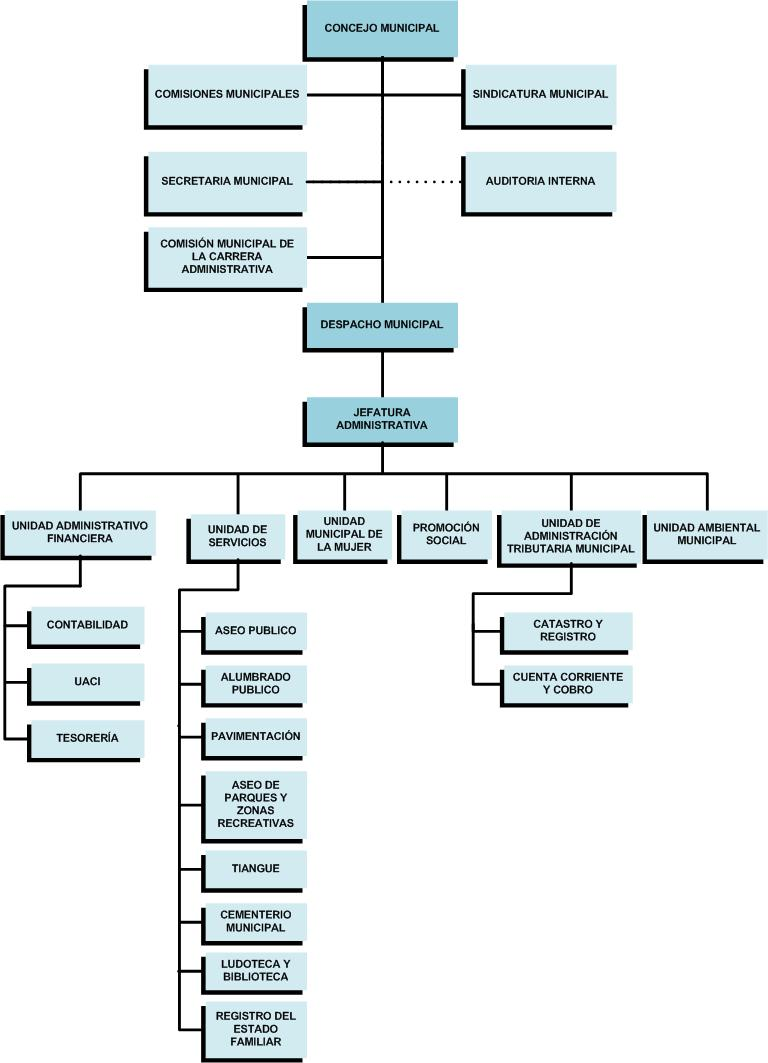 CONCEJO MUNICIPAL
COMISIONES MUNICIPALES
SINDICATURA MUNICIPAL
SECRETARIA MUNICIPAL
AUDITORIA INTERNA
COMISIÓN MUNICIPAL DE
LA CARRERA
ADMINISTRATIVA
DESPACHO MUNICIPAL
JEFATURA
ADMINISTRATIVA
UNIDAD ADMINISTRATIVO
FINANCIERA
UNIDAD DE
SERVICIOS
UNIDAD
MUNICIPAL DE
LA MUJER
PROMOCIÓN
SOCIAL
UNIDAD DE
ADMINISTRACIÓN
TRIBUTARIA MUNICIPAL
UNIDAD AMBIENTAL
MUNICIPAL
CONTABILIDAD
UACI
TESORERÍA
ASEO PUBLICO
ALUMBRADO
PUBLICO
PAVIMENTACIÓN
ASEO DE
PARQUES Y
ZONAS
RECREATIVAS
TIANGUE
CEMENTERIO
MUNICIPAL
LUDOTECA Y
BIBLIOTECA
REGISTRO DEL
ESTADO
FAMILIAR
CATASTRO Y
REGISTRO
CUENTA CORRIENTE
Y COBRO